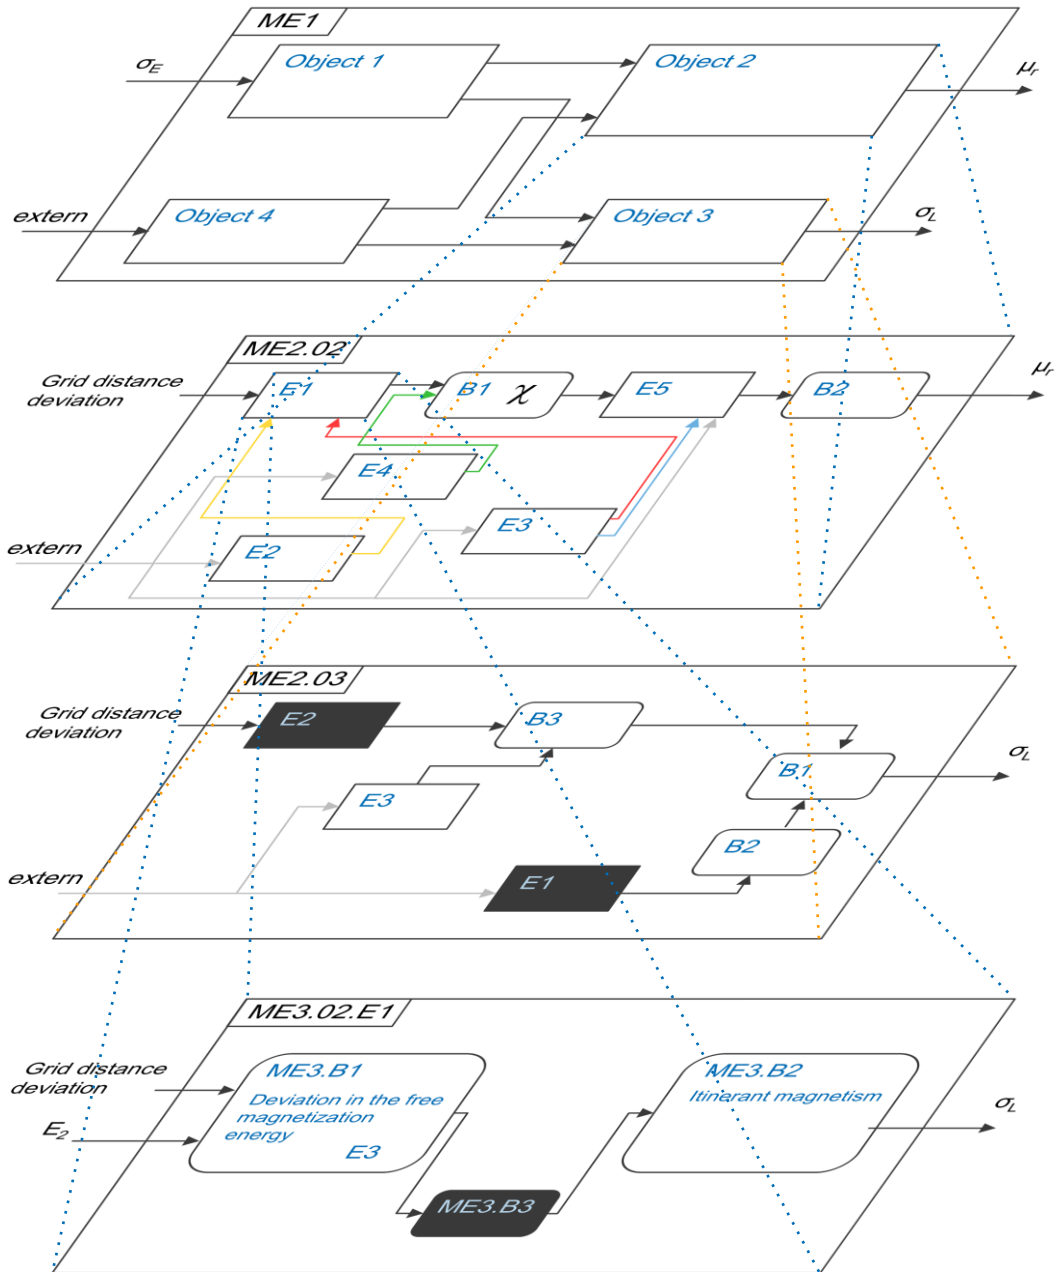 ME1
Object 1
Object 2
σE
μr
extern
Object 4
Object 3
σL
ME2.02
μr
Grid distance
deviation
E1
B1 χ
E5
B2
E4
E3
extern
E2
ME2.03
Grid distance
deviation
E2
B3
σL
B1
E3
B2
extern
E1
ME3.02.E1
Grid distance
deviation
ME3.B1
Deviation in the free
magnetization
energy
E3
ME3.B2
Itinerant magnetism
E2
σL
ME3.B3